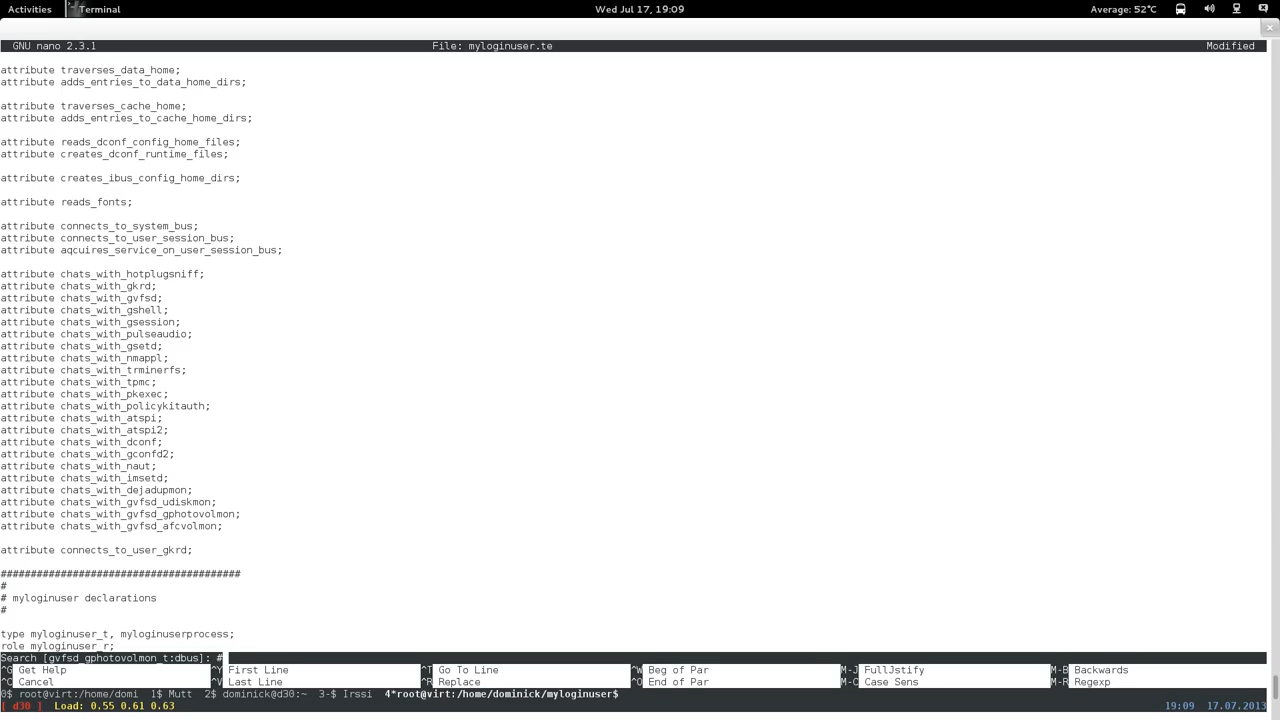 Activities Terminal Wed Jul 17, 19:09 Average: 52°C
GNU nano 2.3.1 File: myloginuser.te Modified
attribute traverses_data_home;
attribute adds_entries_to_data_home_dirs;
attribute traverses_cache_home;
attribute adds_entries_to_cache_home_dirs;
attribute reads_dconf_config_home_files;
attribute creates_dconf_runtime_files;
attribute creates_ibus_config_home_dirs;
attribute reads_fonts;
attribute connects_to_system_bus;
attribute connects_to_user_session_bus;
attribute aqcuires_service_on_user_session_bus;
attribute chats_with_hotplugsniff;
attribute chats_with_gkrd;
attribute chats_with_gvfsd;
attribute chats_with_gshell;
attribute chats_with_gsession;
attribute chats_with_pulseaudio;
attribute chats_with_gsetd;
attribute chats_with_nmappl;
attribute chats_with_trminerfs;
attribute chats_with_tpmc;
attribute chats_with_pkexec;
attribute chats_with_policykitauth;
attribute chats_with_atspi;
attribute chats_with_atspi2;
attribute chats_with_dconf;
attribute chats_with_gconfd2;
attribute chats_with_naut;
attribute chats_with_imsetd;
attribute chats_with_dejadupmon;
attribute chats_with_gvfsd_udiskmon;
attribute chats_with_gvfsd_gphotovolmon;
attribute chats_with_gvfsd_afcvolmon;
attribute connects_to_user_gkrd;
########################################
#
# myloginuser declarations
#
type myloginuser_t, myloginuserprocess;
role myloginuser_r;
Search [gvfsd_gphotovolmon_t:dbus]: #
^G Get Help ^Y First Line ^T Go To Line ^W Beg of Par M-J FullJstify M-B Backwards
^C Cancel ^V Last Line ^R Replace ^O End of Par M-C Case Sens M-R Regexp
0$ root@virt:/home/domi 1$ Mutt 2$ dominick@d30:~ 3-$ Irssi 4*root@virt:/home/dominick/myloginuser$
[ d30 ] Load: 0.55 0.61 0.63 19:09 17.07.2013